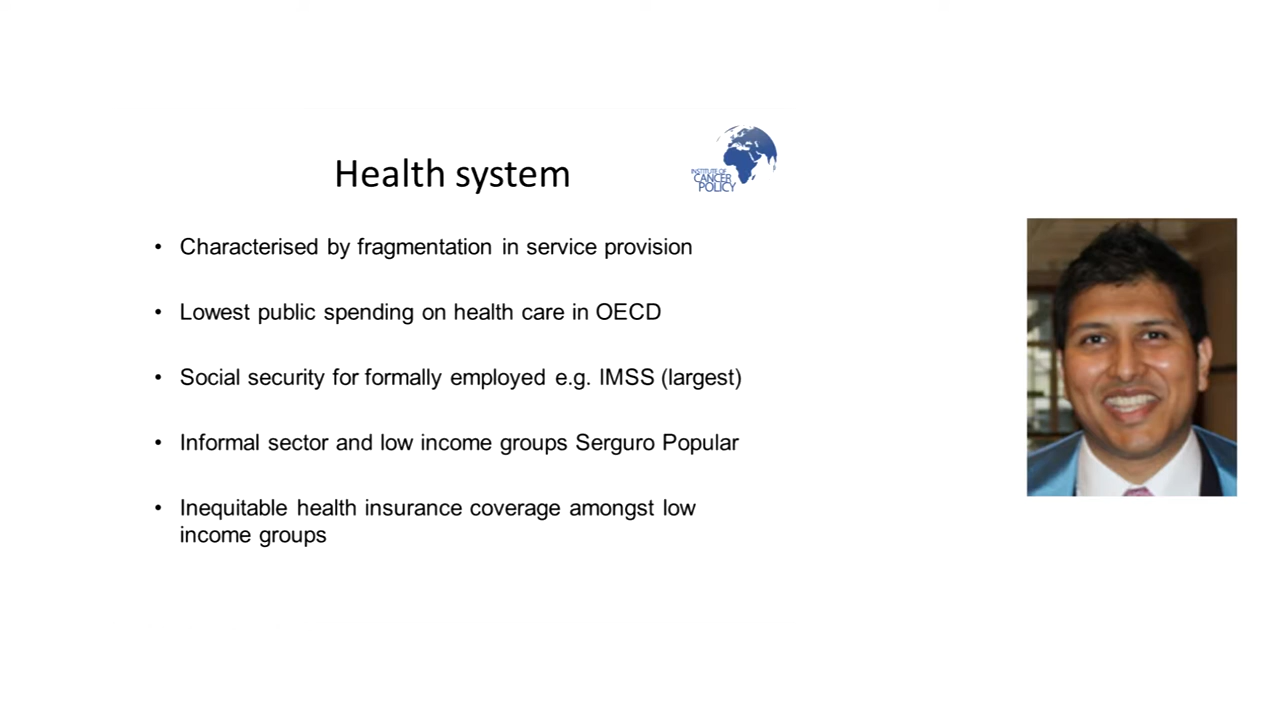 Health system
INSTITUTE OF
CANCER
POLICY
• Characterised by fragmentation in service provision
• Lowest public spending on health care in OECD
• Social security for formally employed e.g. IMSS (largest)
• Informal sector and low income groups Serguro Popular
• Inequitable health insurance coverage amongst low
income groups